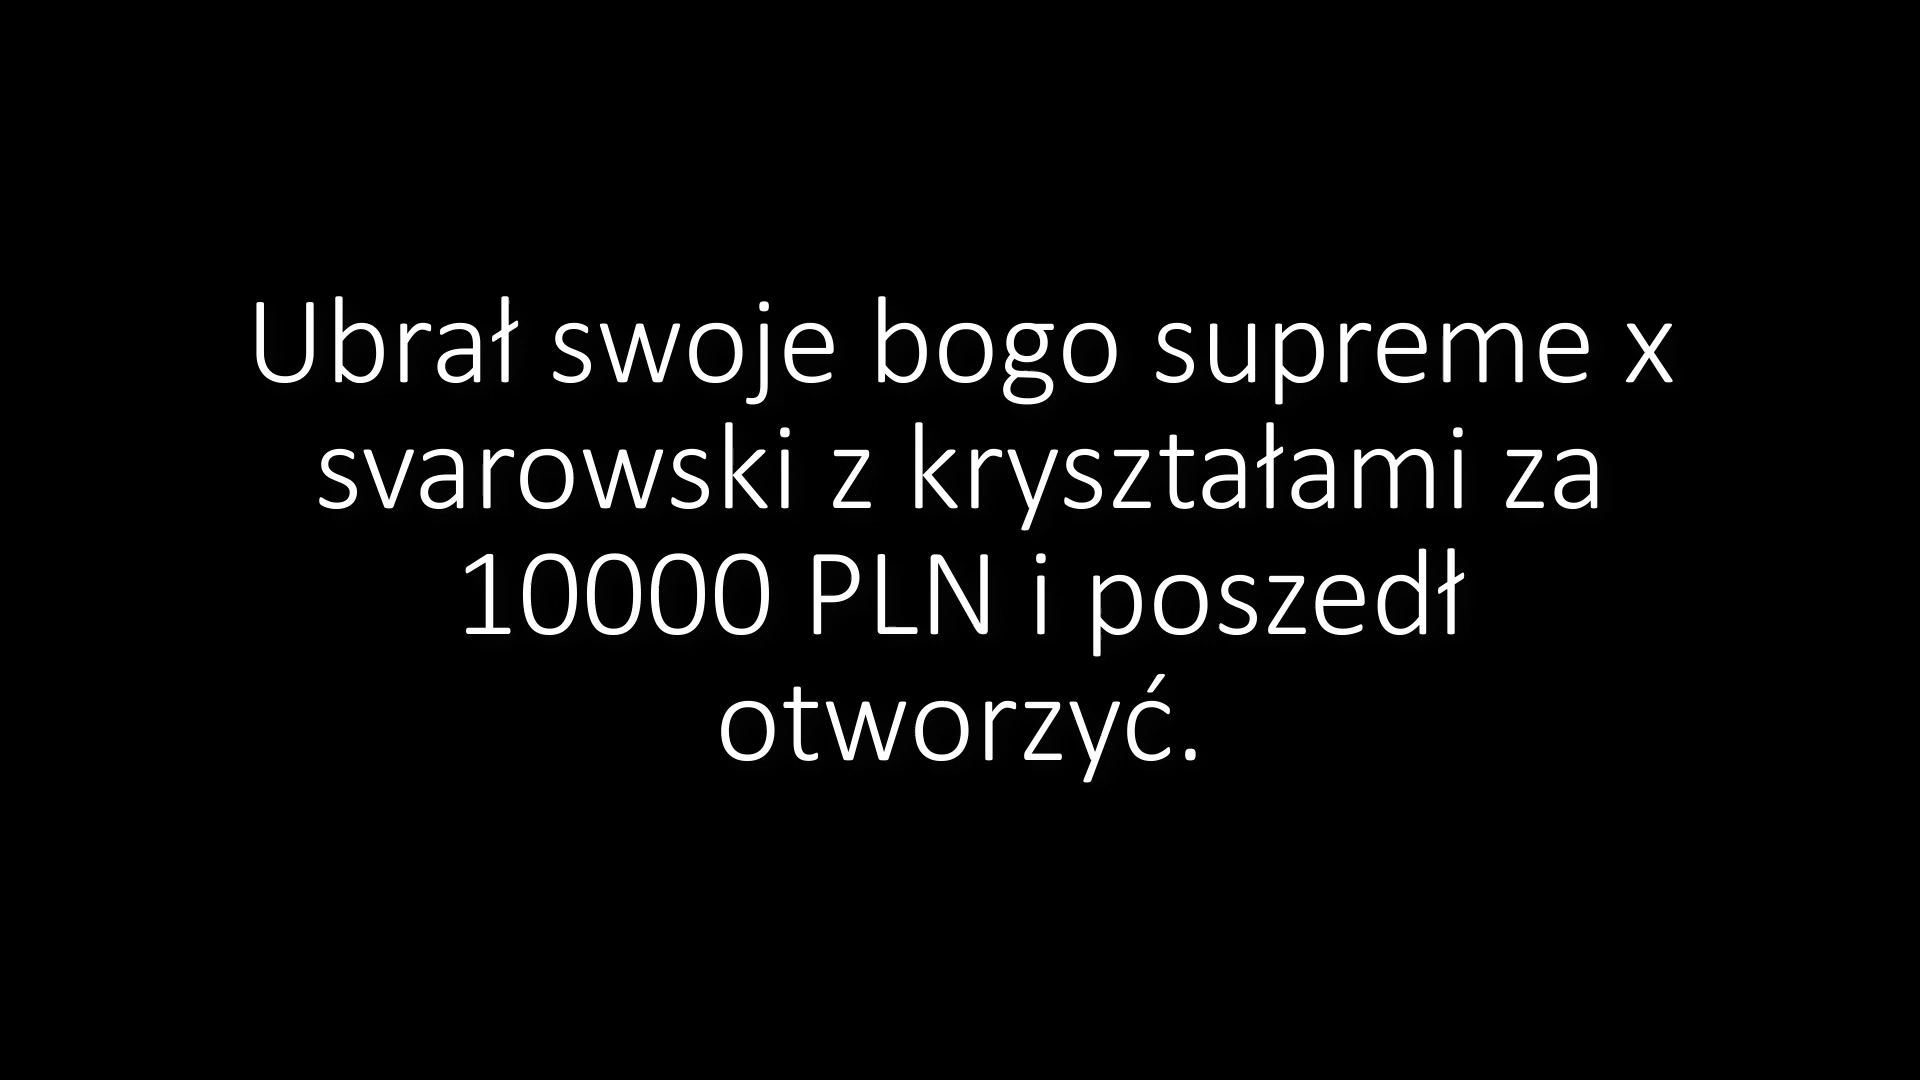 Ubrał swoje bogo supreme x
svarowski z kryształami za
10000 PLN i poszedł
otworzyć.